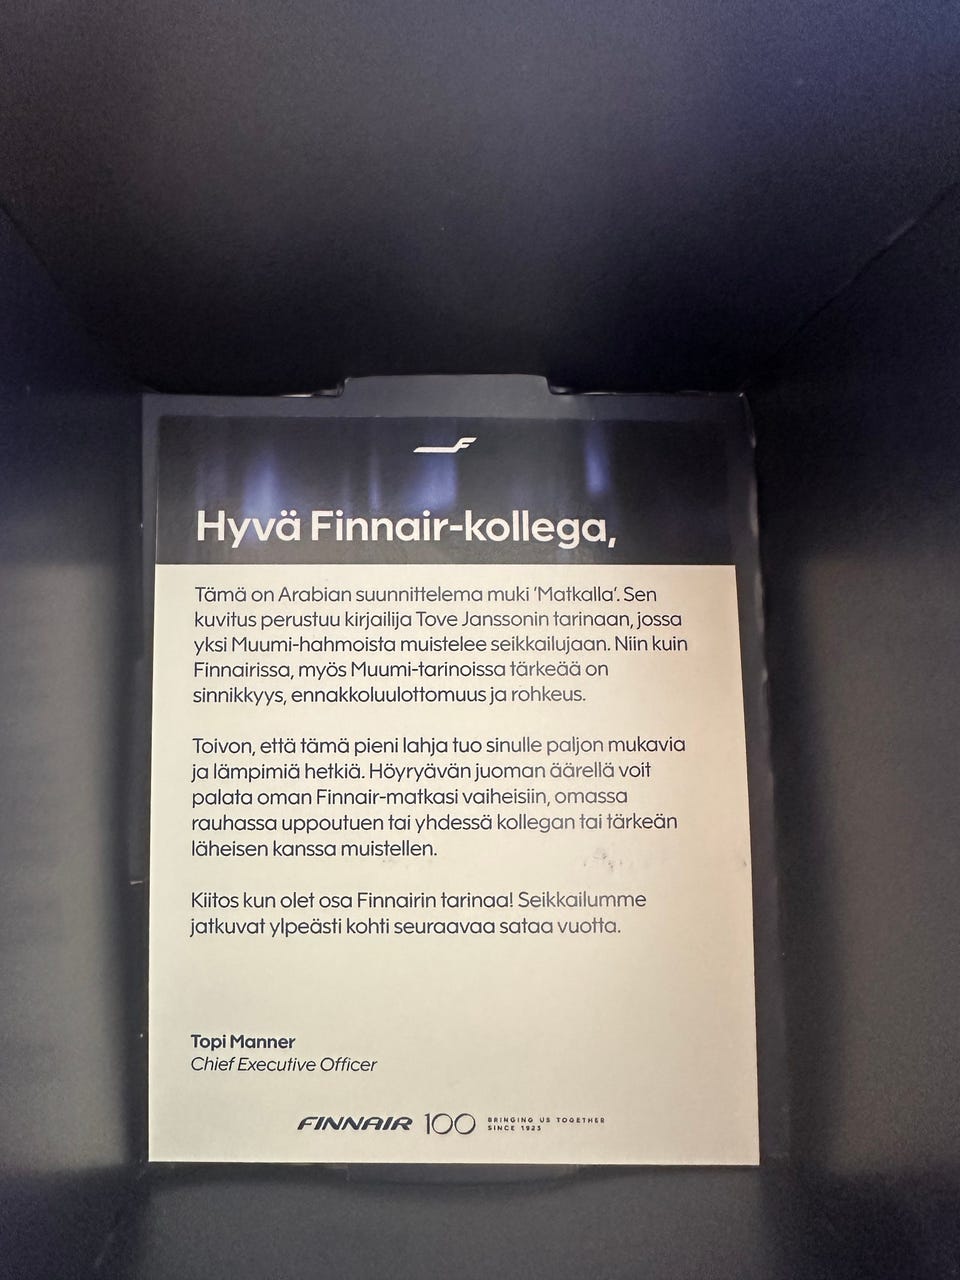 Hyvä Finnair-kollega,
Tämä on Arabian suunnittelema muki 'Matkalla'. Sen
kuvitus perustuu kirjailija Tove Janssonin tarinaan, jossa
yksi Muumi-hahmoista muistelee seikkailujaan. Niin kuin
Finnairissa, myös Muumi-tarinoissa tärkeää on
sinnikkyys, ennakkoluulottomuus ja rohkeus.
Toivon, että tämä pieni lahja tuo sinulle paljon mukavia
ja lämpimiä hetkiä. Höyryävän juoman äärellä voit
palata oman Finnair-matkasi vaiheisiin, omassa
rauhassa uppoutuen tai yhdessä kollegan tai tärkeän
läheisen kanssa muistellen.
Kiitos kun olet osa Finnairin tarinaa! Seikkailumme
jatkuvat ylpeästi kohti seuraavaa sataa vuotta.
Topi Manner
Chief Executive Officer
FINNAIR 100 BRINGING US TOGETHER
SINCE 1923